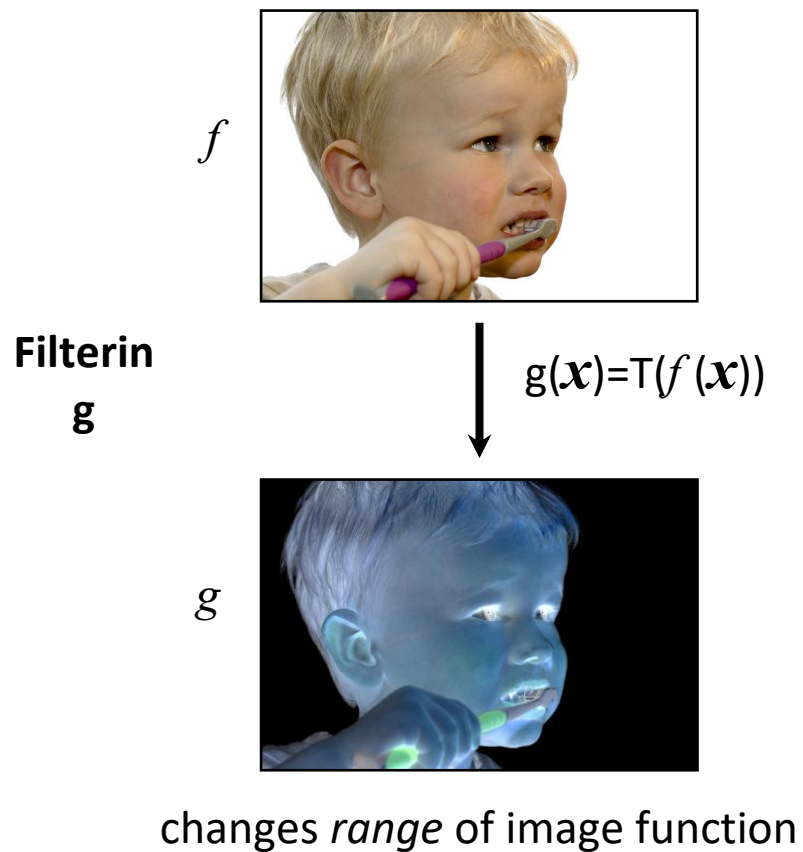 f
Filterin
g
g(x)=T(f(x))
g
changes range of image function